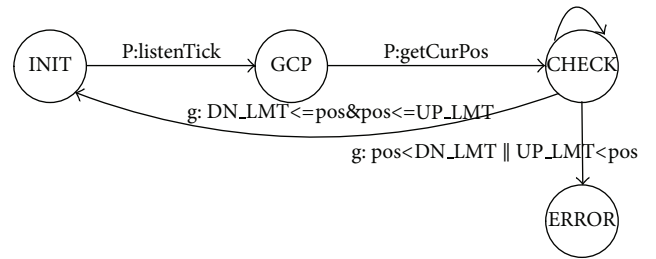 P:listenTick
P:getCurPos
INIT
GCP
CHECK
g: DN_LMT<=pos&pos<=UP_LMT
g: pos<DN_LMT || UP_LMT<pos
ERROR